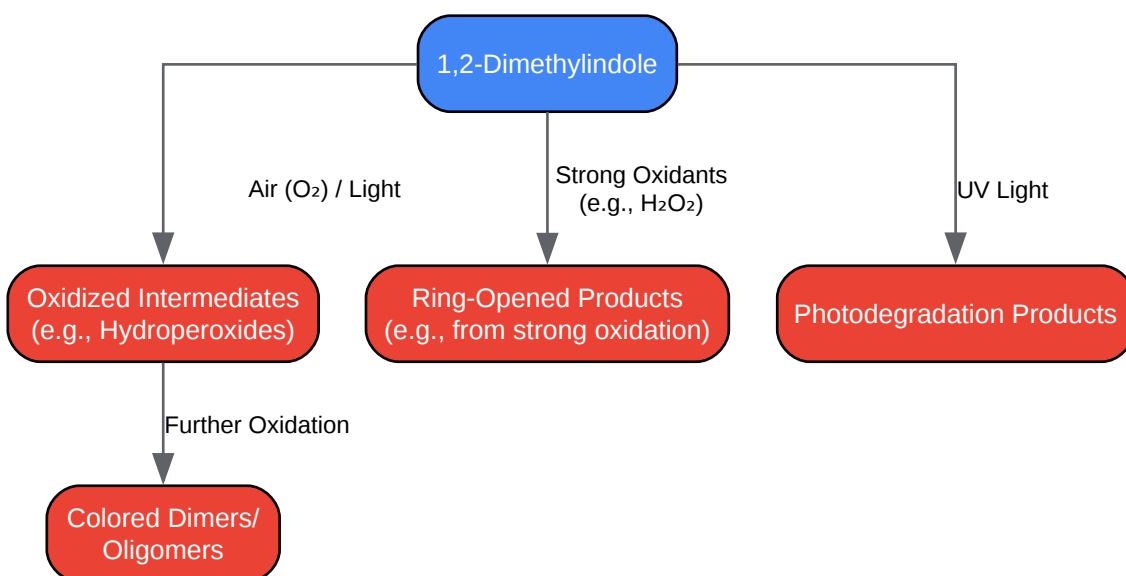 1,2-Dimethylindole
Air (O₂) / Light
Strong Oxidants
(e.g., H₂O₂)
UV Light
Oxidized Intermediates
(e.g., Hydroperoxides)
Ring-Opened Products
(e.g., from strong oxidation)
Photodegradation Products
Further Oxidation
Colored Dimers/
Oligomers